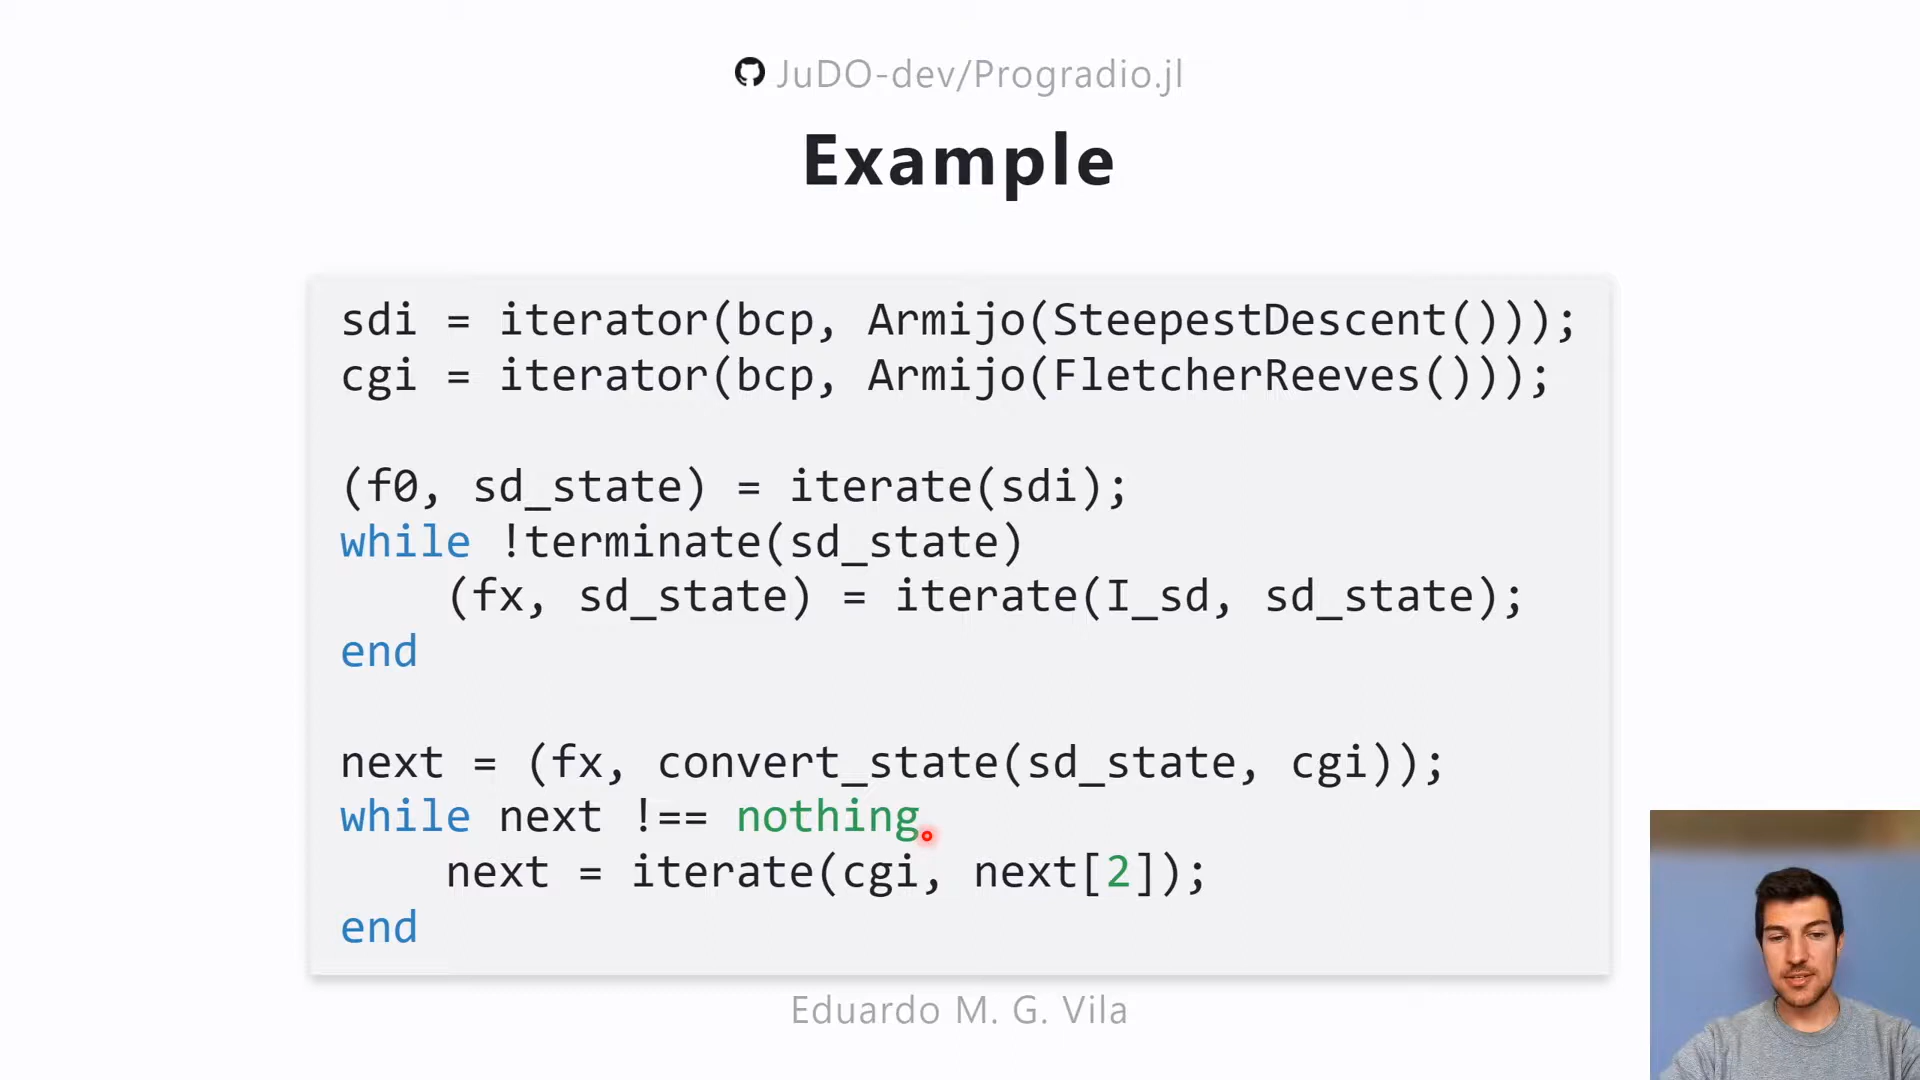 JuDO-dev/Progradio.jl
Example
sdi = iterator(bcp, Armijo(SteepestDescent()));
cgi = iterator(bcp, Armijo(FletcherReeves()));
(f0, sd_state) = iterate(sdi);
while !terminate(sd_state)
    (fx, sd_state) = iterate(I_sd, sd_state);
end
next = (fx, convert_state(sd_state, cgi));
while next !== nothing
    next = iterate(cgi, next[2]);
end
Eduardo M. G. Vila